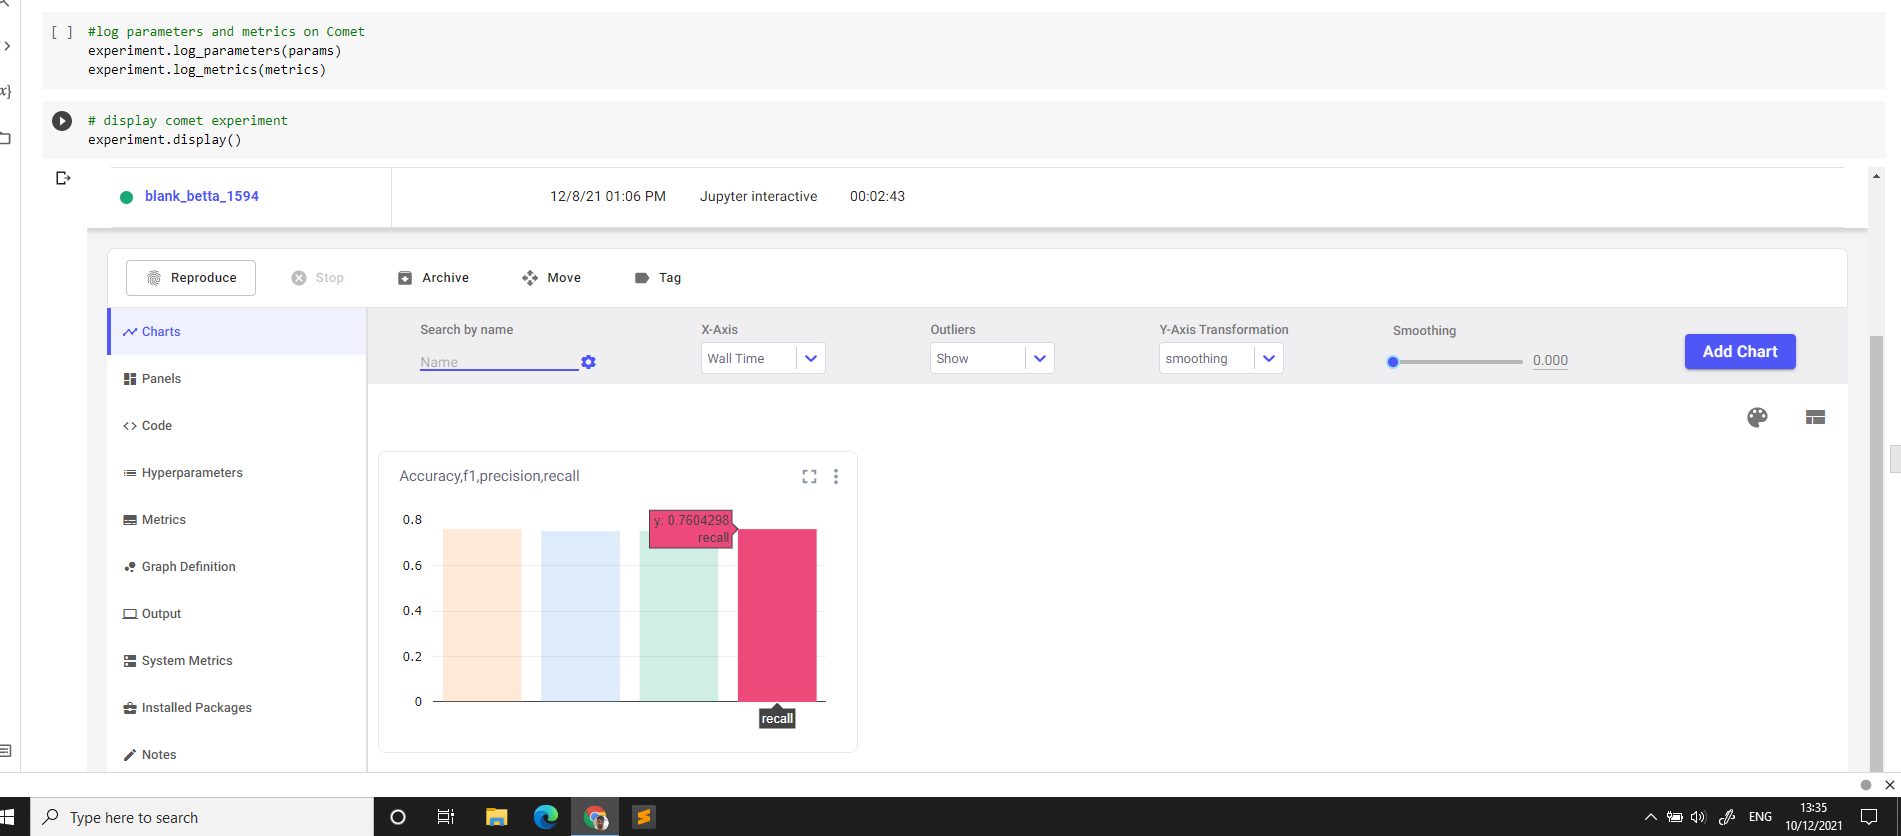 [ ] #log parameters and metrics on Comet
experiment.log_parameters(params)
experiment.log_metrics(metrics)
# display comet experiment
experiment.display()
blank_betta_1594 12/8/21 01:06 PM Jupyter interactive 00:02:43
Reproduce Stop Archive Move Tag
Charts
Panels
Code
Hyperparameters
Metrics
Graph Definition
Output
System Metrics
Installed Packages
Notes
Search by name X-Axis Outliers Y-Axis Transformation Smoothing
Name Wall Time Show smoothing 0.000 Add Chart
Accuracy,f1,precision,recall
0.8
0.6
0.4
0.2
0
y: 0.7604298
recall
recall
Type here to search
ENG
13:35
10/12/2021